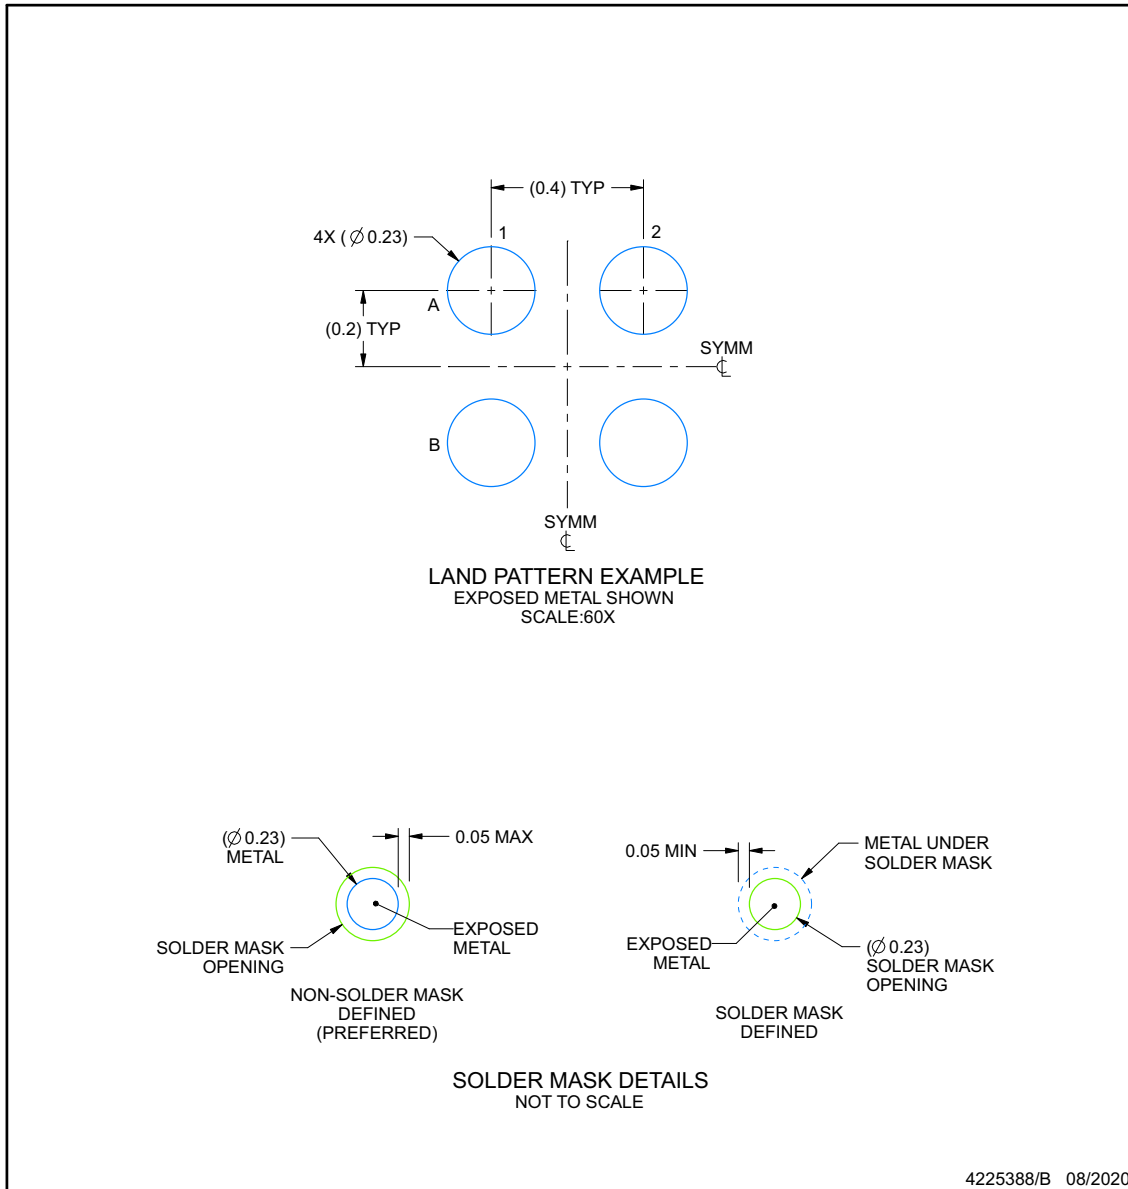 (0.4) TYP
4X (∅0.23)
1
2
A
(0.2) TYP
SYMM
℄
B
SYMM
℄
LAND PATTERN EXAMPLE
EXPOSED METAL SHOWN
SCALE:60X
(∅0.23)
METAL
0.05 MAX
SOLDER MASK
OPENING
EXPOSED
METAL
NON-SOLDER MASK
DEFINED
(PREFERRED)
0.05 MIN
METAL UNDER
SOLDER MASK
EXPOSED
METAL
(∅0.23)
SOLDER MASK
OPENING
SOLDER MASK
DEFINED
SOLDER MASK DETAILS
NOT TO SCALE
4225388/B 08/2020